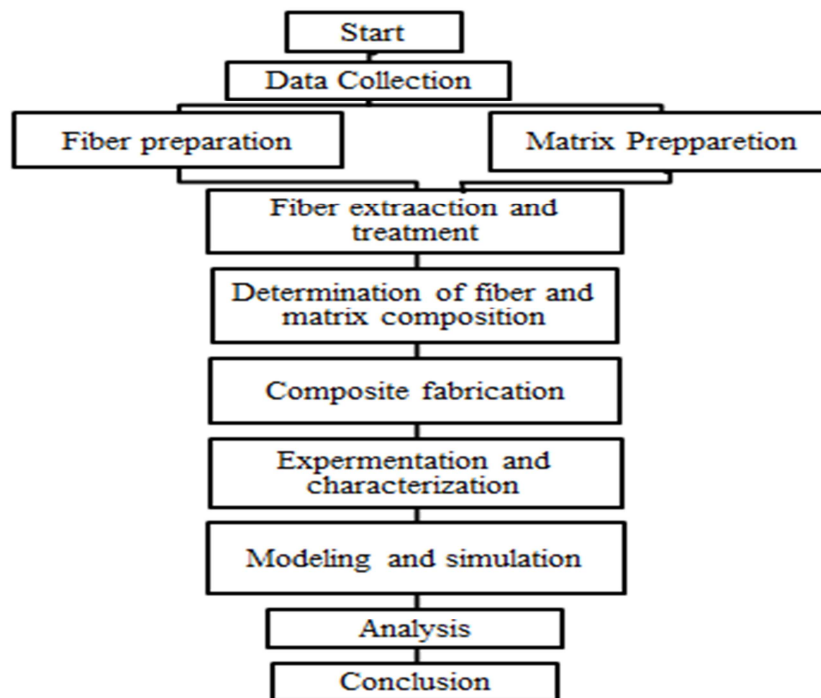 Start
Data Collection
Fiber preparation
Matrix Prepparetion
Fiber extraaction and
treatment
Determination of fiber and
matrix composition
Composite fabrication
Expermentation and
characterization
Modeling and simulation
Analysis
Conclusion